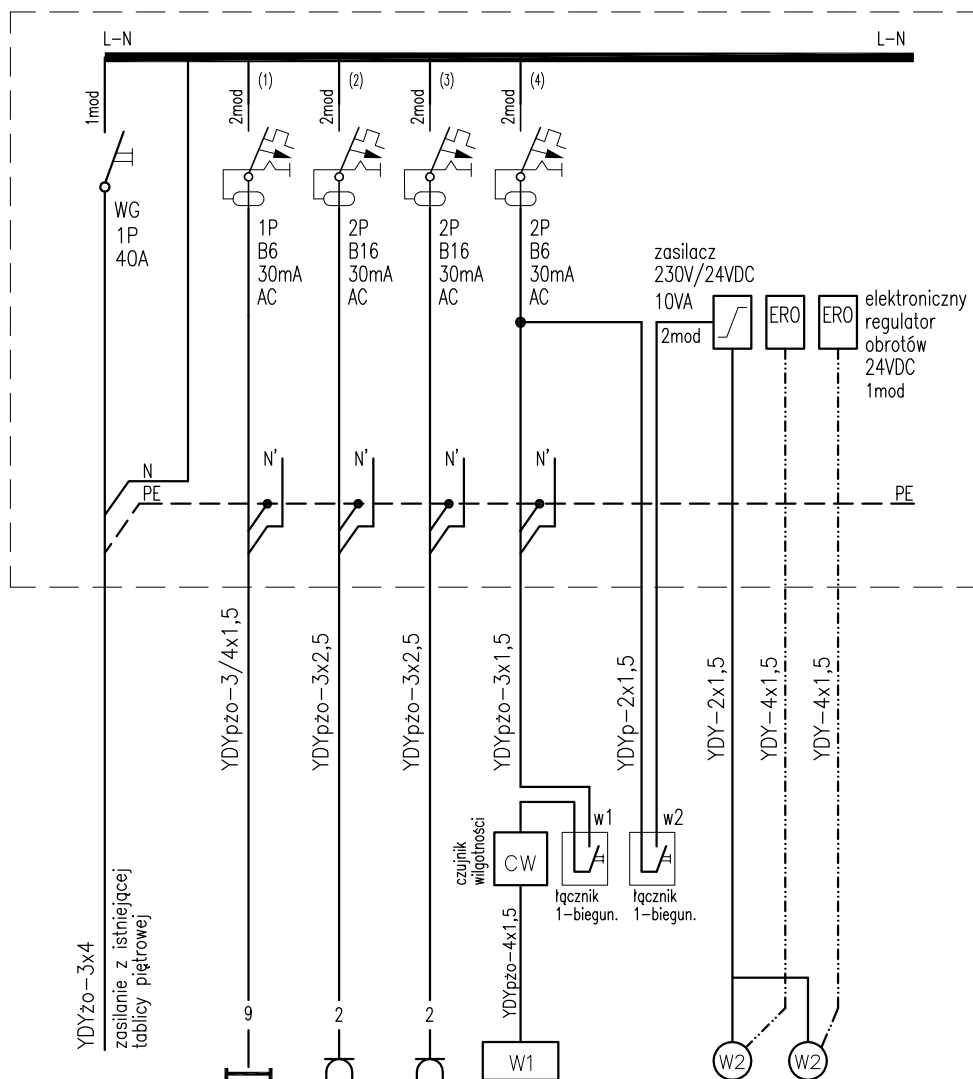 L-N
L-N
1mod
2mod
(1)
2mod
(2)
2mod
(3)
2mod
(4)
WG
1P
40A
1P
B6
30mA
AC
2P
B16
30mA
AC
2P
B16
30mA
AC
2P
B6
30mA
AC
zasilacz
230V/24VDC
10VA
2mod
ERO
ERO
elektroniczny
regulator
obrotów
24VDC
1mod
N
PE
N'
N'
N'
N'
PE
YDYpżo-3/4x1,5
YDYpżo-3x2,5
YDYpżo-3x2,5
YDYpżo-3x1,5
YDYp-2x1,5
YDY-2x1,5
YDY-4x1,5
YDY-4x1,5
czujnik
wilgotności
CW
w1
w2
łącznik
1-biegun.
łącznik
1-biegun.
YDYżo-3x4
zasilanie z istniejącej
tablicy piętrowej
YDYpżo-4x1,5
9
2
2
W1
W2
W2